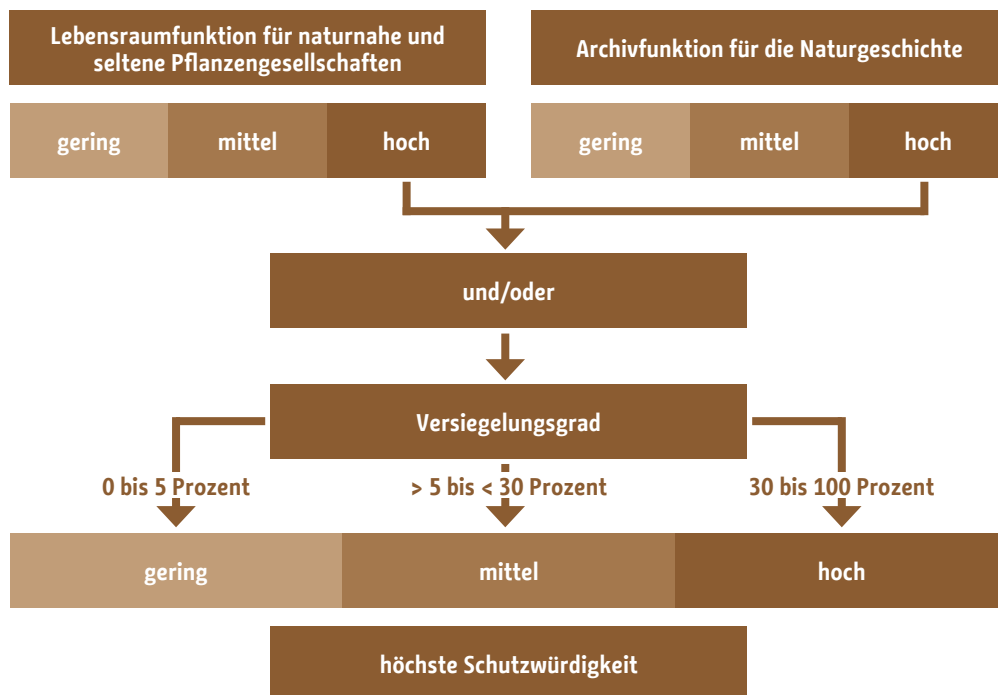 Lebensraumfunktion für naturnahe und
seltene Pflanzengesellschaften
Archivfunktion für die Naturgeschichte
gering mittel hoch
gering mittel hoch
und/oder
Versiegelungsgrad
0 bis 5 Prozent
> 5 bis < 30 Prozent
30 bis 100 Prozent
gering mittel hoch
höchste Schutzwürdigkeit